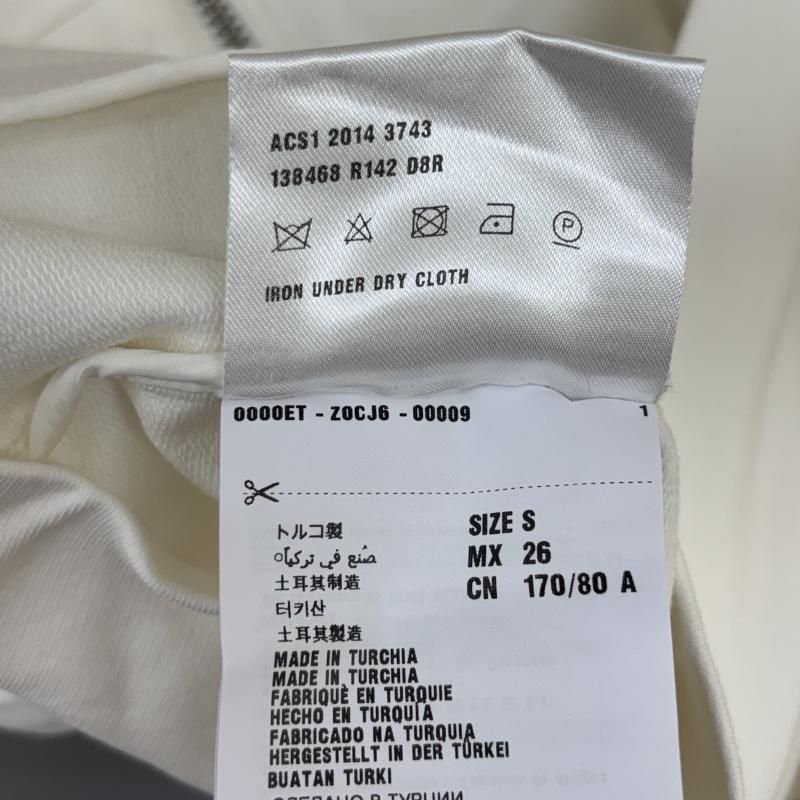 ACS1 2014 3743
138468 R142 D8R
P
IRON UNDER DRY CLOTH
0000ET - Z0CJ6 - 00009 1
トルコ製
صُنع في تركيا
土耳其制造
터키산
土耳其製造
SIZE S
MX 26
CN 170/80 A
MADE IN TURCHIA
MADE IN TURCHIA
FABRIQUÈ EN TURQUIE
HECHO EN TURQUÍA
FABRICADO NA TURQUIA
HERGESTELLT IN DER TÜRKEI
BUATAN TURKI
СДЕЛАНО В ТУРЦИИ